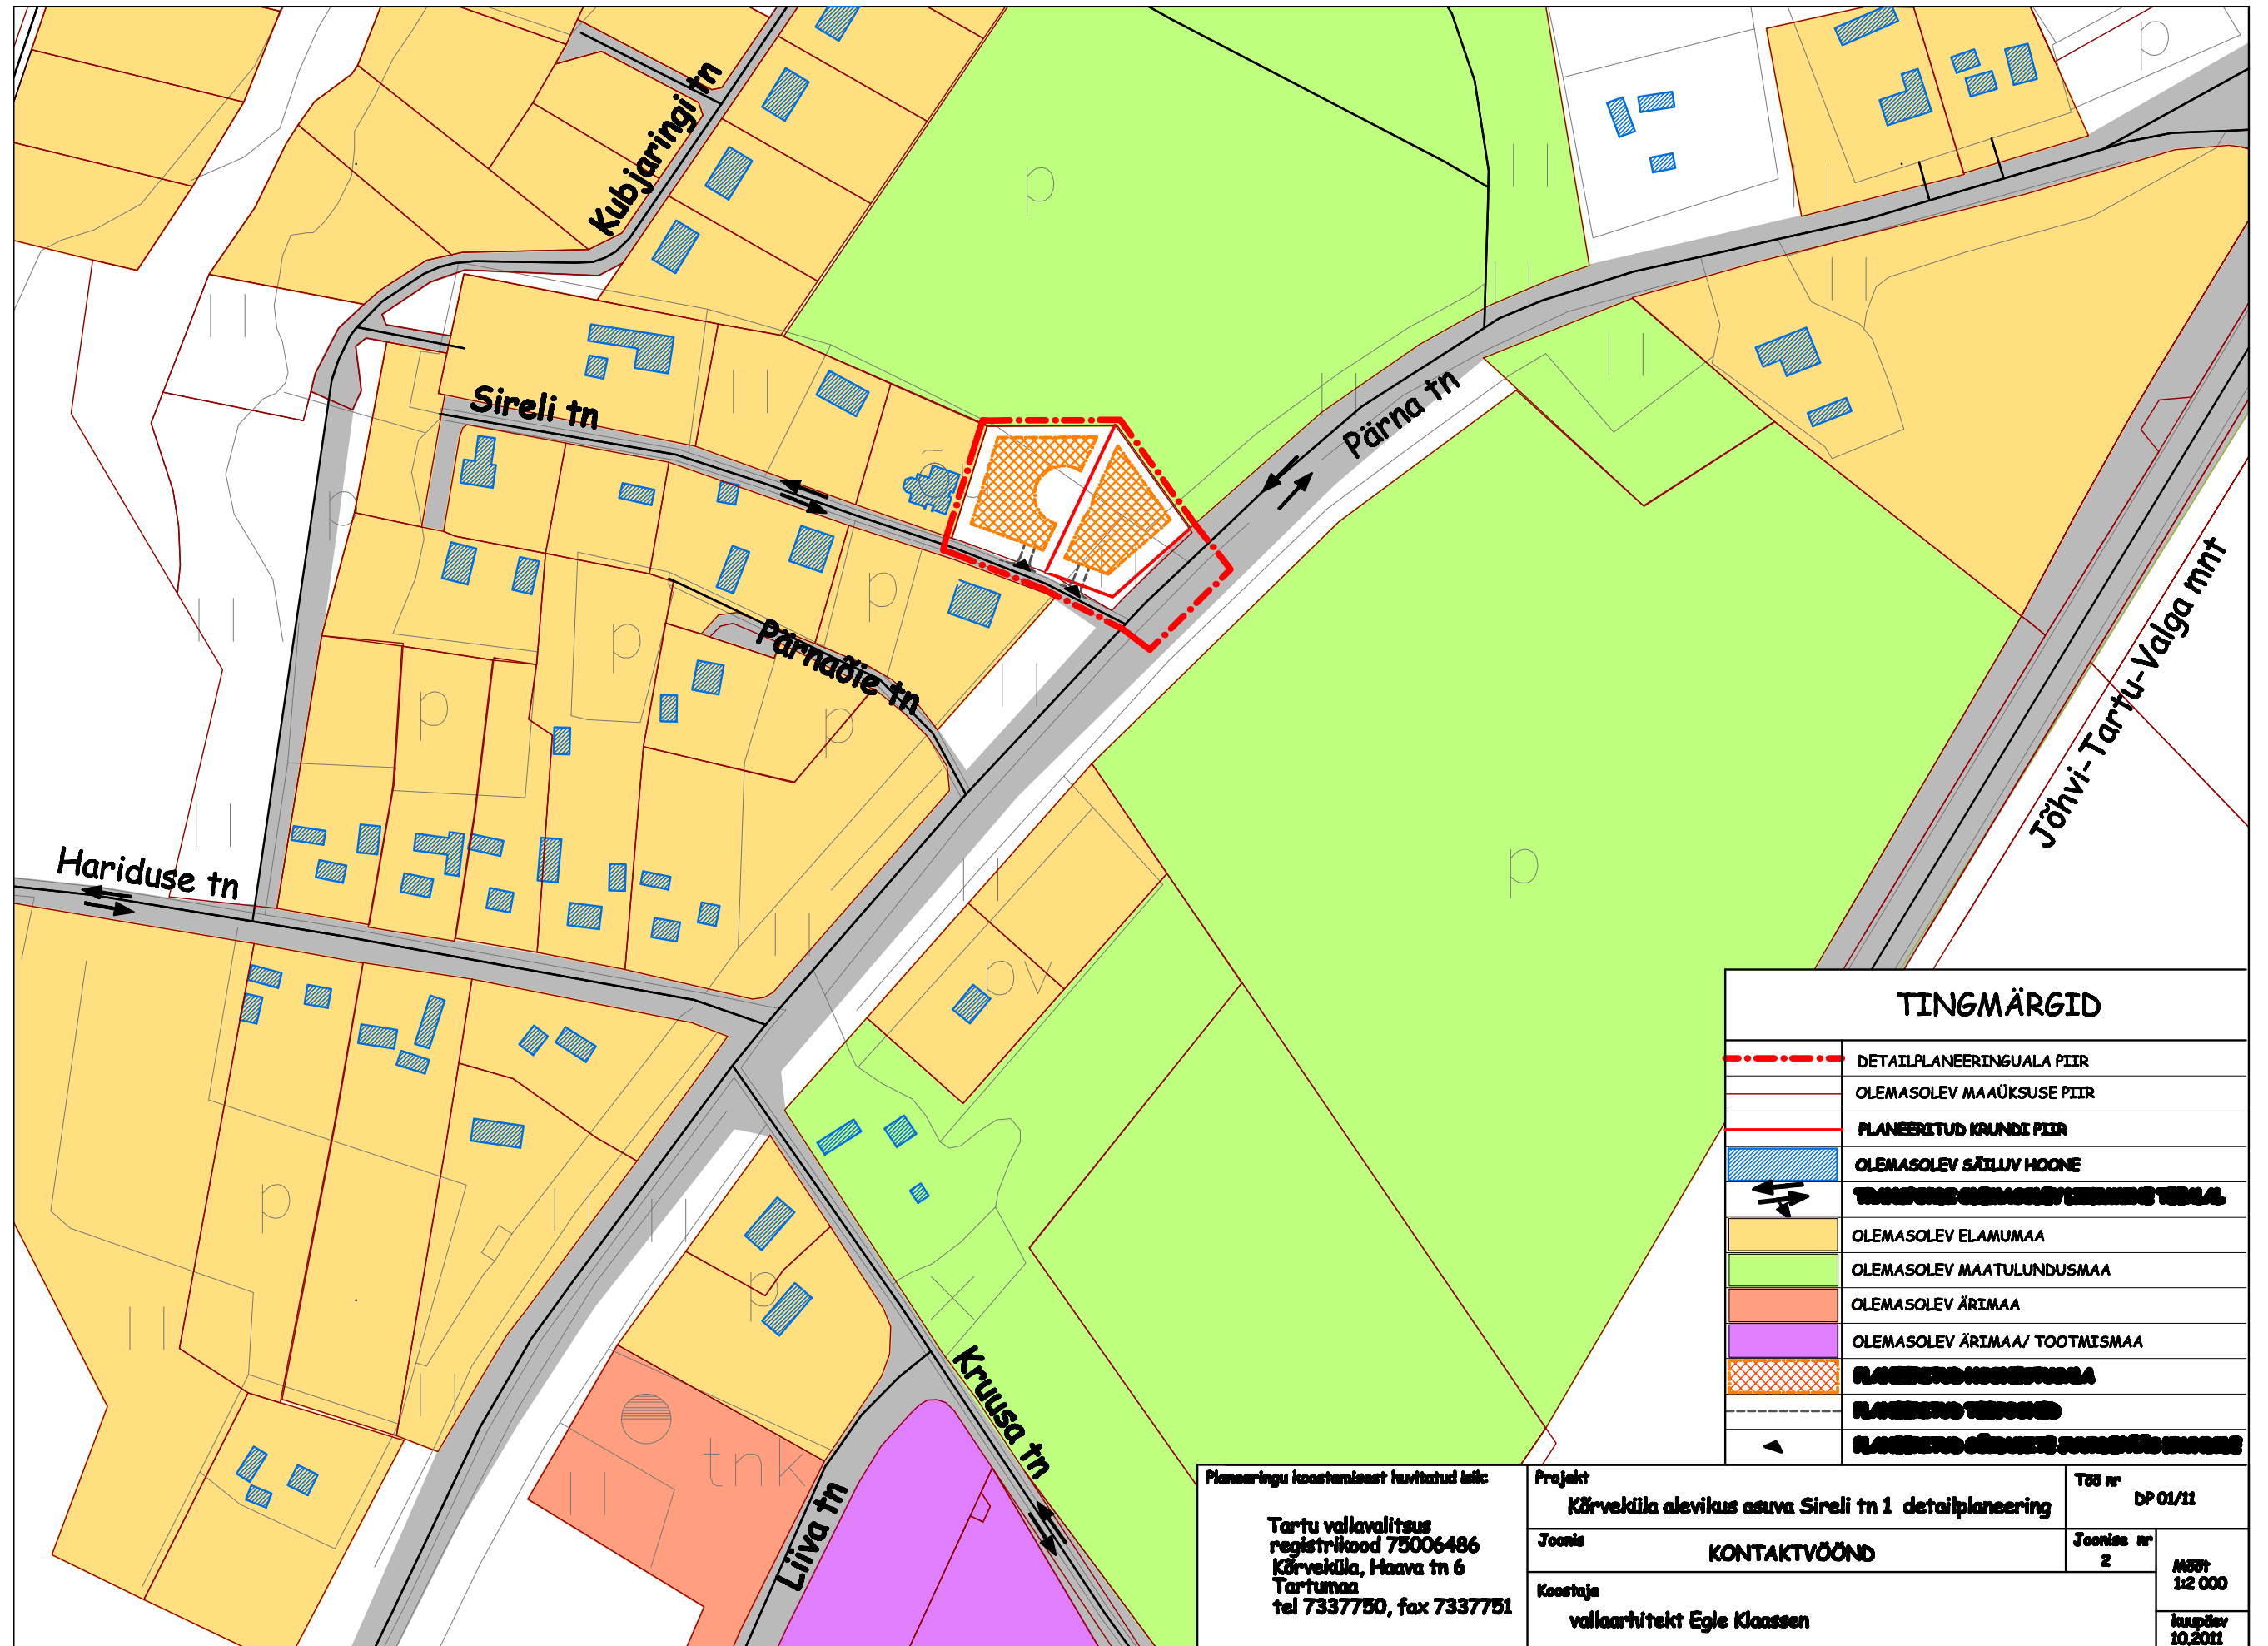 Kubjaringi tn
p
p
Sireli tn
Pärna tn
p
p
p
Pärnaõie tn
p
p
Jõhvi-Tartu-Valga mnt
Hariduse tn
p
pv
p
p
Kruusa tn
tnk
Liiva tn
TINGMÄRGID
DETAILPLANEERINGUALA PIIR
OLEMASOLEV MAAÜKSUSE PIIR
PLANEERITUD KRUNDI PIIR
OLEMASOLEV SÄILUV HOONE
OLEMASOLEV ELAMUMAA
OLEMASOLEV MAATULUNDUSMAA
OLEMASOLEV ÄRIMAA
OLEMASOLEV ÄRIMAA/ TOOTMISMAA
PLANEERITUD HOONESTUSALA
Planeeringu koostamisest huvitatud isik:
Tartu vallavalitsus
registrikood 75006486
Kõrveküla, Haava tn 6
Tartumaa
tel 7337750, fax 7337751
Projekt
Kõrveküla alevikus asuva Sireli tn 1 detailplaneering
Töö nr
DP 01/11
Joonis
KONTAKTVÖÖND
Joonise nr
2
Mõõt
1:2 000
Koostaja
vallaarhitekt Egle Klaassen
kuupäev
10.2011